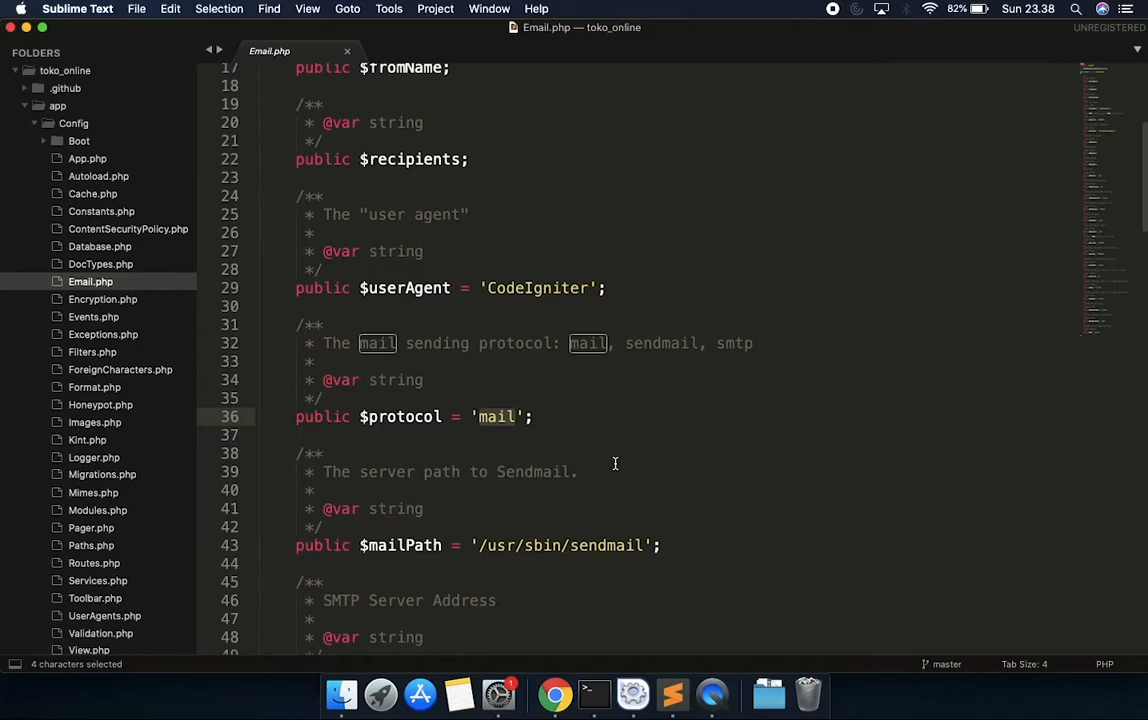 Sublime Text File Edit Selection Find View Goto Tools Project Window Help 82% Sun 23.38
Email.php — toko_online UNREGISTERED
FOLDERS
toko_online
.github
app
Config
Boot
App.php
Autoload.php
Cache.php
Constants.php
ContentSecurityPolicy.php
Database.php
DocTypes.php
Email.php
Encryption.php
Events.php
Exceptions.php
Filters.php
ForeignCharacters.php
Format.php
Honeypot.php
Images.php
Kint.php
Logger.php
Migrations.php
Mimes.php
Modules.php
Pager.php
Paths.php
Routes.php
Services.php
Toolbar.php
UserAgents.php
Validation.php
View.php
Email.php
17 public $fromName;
18
19 /**
20 * @var string
21 */
22 public $recipients;
23
24 /**
25 * The "user agent"
26 *
27 * @var string
28 */
29 public $userAgent = 'CodeIgniter';
30
31 /**
32 * The mail sending protocol: mail, sendmail, smtp
33 *
34 * @var string
35 */
36 public $protocol = 'mail';
37
38 /**
39 * The server path to Sendmail.
40 *
41 * @var string
42 */
43 public $mailPath = '/usr/sbin/sendmail';
44
45 /**
46 * SMTP Server Address
47 *
48 * @var string
49 */
4 characters selected master Tab Size: 4 PHP
1